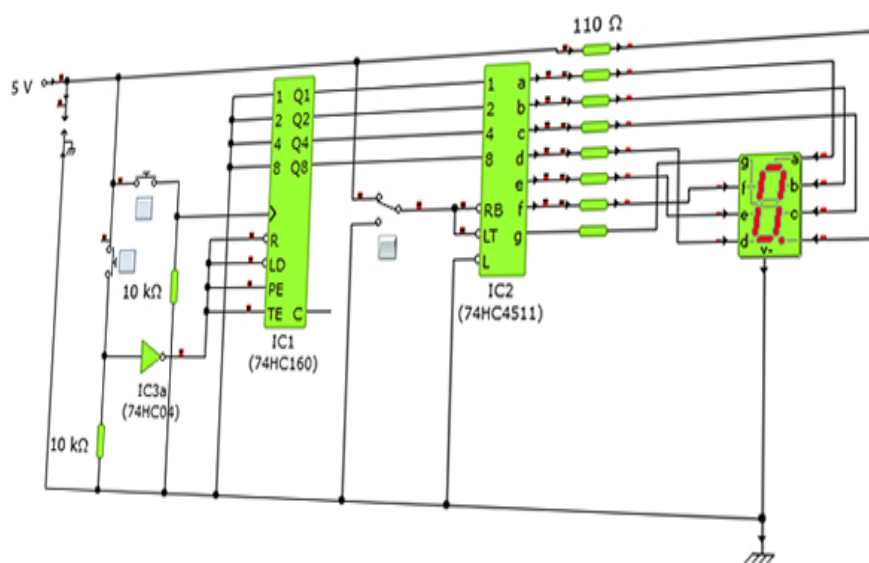 110 Ω
5 V
1 Q1
2 Q2
4 Q4
8 Q8
R
LD
PE
TE C
IC1
(74HC160)
10 kΩ
IC3a
(74HC04)
10 kΩ
1 a
2 b
4 c
8 d
e
RB f
LT g
L
IC2
(74HC4511)
g a
f b
e c
d
V-